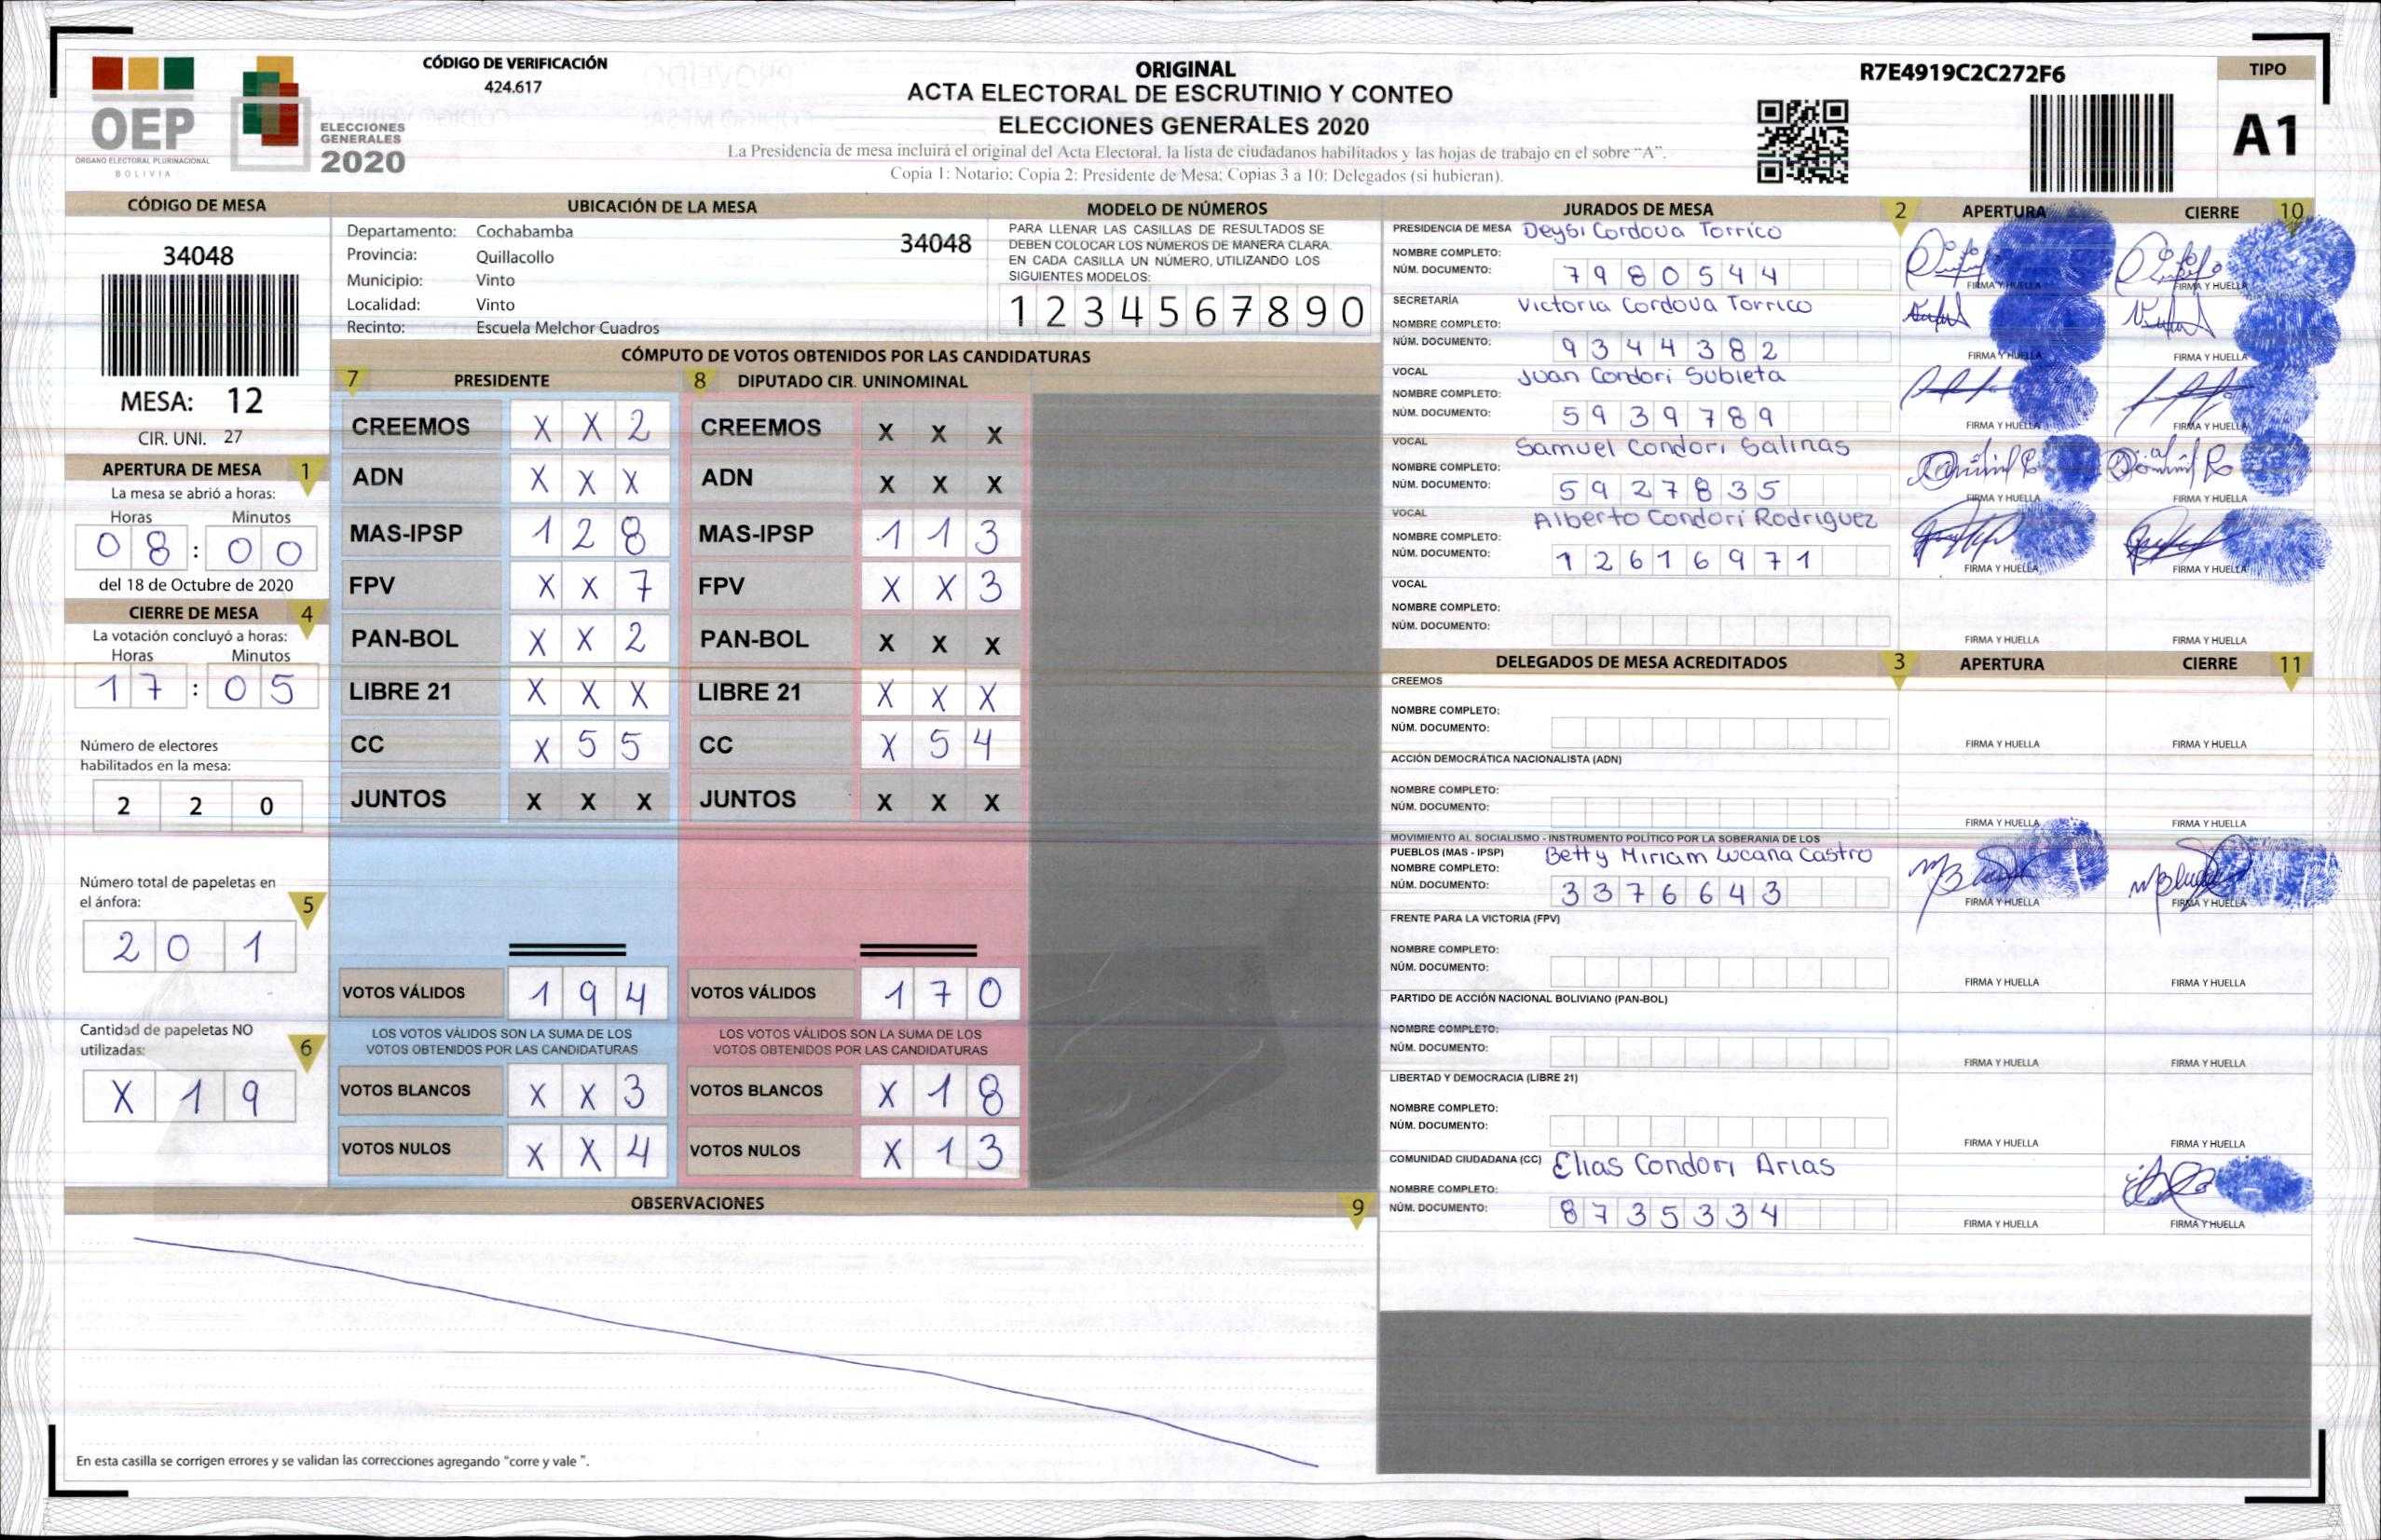 OEP
ÓRGANO ELECTORAL PLURINACIONAL
BOLIVIA
ELECCIONES
GENERALES
2020
CÓDIGO DE VERIFICACIÓN
424.617
ORIGINAL
ACTA ELECTORAL DE ESCRUTINIO Y CONTEO
ELECCIONES GENERALES 2020
La Presidencia de mesa incluirá el original del Acta Electoral, la lista de ciudadanos habilitados y las hojas de trabajo en el sobre "A".
Copia 1: Notario; Copia 2: Presidente de Mesa; Copias 3 a 10: Delegados (si hubieran).
R7E4919C2C272F6
TIPO
A1
CÓDIGO DE MESA
34048
MESA: 12
CIR. UNI. 27
APERTURA DE MESA 1
La mesa se abrió a horas:
Horas Minutos
0 8 : 0 0
del 18 de Octubre de 2020
CIERRE DE MESA 4
La votación concluyó a horas:
Horas Minutos
1 7 : 0 5
Número de electores
habilitados en la mesa:
2 2 0
Número total de papeletas en
el ánfora: 5
2 0 1
Cantidad de papeletas NO
utilizadas: 6
X 1 9
UBICACIÓN DE LA MESA
Departamento: Cochabamba
34048
Provincia: Quillacollo
Municipio: Vinto
Localidad: Vinto
Recinto: Escuela Melchor Cuadros
MODELO DE NÚMEROS
PARA LLENAR LAS CASILLAS DE RESULTADOS SE
DEBEN COLOCAR LOS NÚMEROS DE MANERA CLARA.
EN CADA CASILLA UN NÚMERO, UTILIZANDO LOS
SIGUIENTES MODELOS:
1 2 3 4 5 6 7 8 9 0
CÓMPUTO DE VOTOS OBTENIDOS POR LAS CANDIDATURAS
7 PRESIDENTE 8 DIPUTADO CIR. UNINOMINAL
CREEMOS X X 2 CREEMOS X X X
ADN X X X ADN X X X
MAS-IPSP 1 2 8 MAS-IPSP 1 1 3
FPV X X 7 FPV X X 3
PAN-BOL X X 2 PAN-BOL X X X
LIBRE 21 X X X LIBRE 21 X X X
CC X 5 5 CC X 5 4
JUNTOS X X X JUNTOS X X X
VOTOS VÁLIDOS 1 9 4 VOTOS VÁLIDOS 1 7 0
LOS VOTOS VÁLIDOS SON LA SUMA DE LOS LOS VOTOS VÁLIDOS SON LA SUMA DE LOS
VOTOS OBTENIDOS POR LAS CANDIDATURAS VOTOS OBTENIDOS POR LAS CANDIDATURAS
VOTOS BLANCOS X X 3 VOTOS BLANCOS X 1 8
VOTOS NULOS X X 4 VOTOS NULOS X 1 3
OBSERVACIONES 9
En esta casilla se corrigen errores y se validan las correcciones agregando "corre y vale ".
JURADOS DE MESA 2 APERTURA CIERRE 10
PRESIDENCIA DE MESA Deysi Cordova Torrico
NOMBRE COMPLETO:
NÚM. DOCUMENTO: 7 9 8 0 5 4 4
FIRMA Y HUELLA FIRMA Y HUELLA
SECRETARÍA Victoria Cordova Torrico
NOMBRE COMPLETO:
NÚM. DOCUMENTO: 9 3 4 4 3 8 2
FIRMA Y HUELLA FIRMA Y HUELLA
VOCAL Juan Condori Subieta
NOMBRE COMPLETO:
NÚM. DOCUMENTO: 5 9 3 9 7 8 9
FIRMA Y HUELLA FIRMA Y HUELLA
VOCAL Samuel Condori Salinas
NOMBRE COMPLETO:
NÚM. DOCUMENTO: 5 9 2 7 8 3 5
FIRMA Y HUELLA FIRMA Y HUELLA
VOCAL Alberto Condori Rodriguez
NOMBRE COMPLETO:
NÚM. DOCUMENTO: 1 2 6 1 6 9 7 1
FIRMA Y HUELLA FIRMA Y HUELLA
VOCAL
NOMBRE COMPLETO:
NÚM. DOCUMENTO:
FIRMA Y HUELLA FIRMA Y HUELLA
DELEGADOS DE MESA ACREDITADOS 3 APERTURA CIERRE 11
CREEMOS
NOMBRE COMPLETO:
NÚM. DOCUMENTO:
FIRMA Y HUELLA FIRMA Y HUELLA
ACCIÓN DEMOCRÁTICA NACIONALISTA (ADN)
NOMBRE COMPLETO:
NÚM. DOCUMENTO:
FIRMA Y HUELLA FIRMA Y HUELLA
MOVIMIENTO AL SOCIALISMO - INSTRUMENTO POLÍTICO POR LA SOBERANIA DE LOS
PUEBLOS (MAS - IPSP) Betty Miriam Lucana Castro
NOMBRE COMPLETO:
NÚM. DOCUMENTO: 3 3 7 6 6 4 3
FIRMA Y HUELLA FIRMA Y HUELLA
FRENTE PARA LA VICTORIA (FPV)
NOMBRE COMPLETO:
NÚM. DOCUMENTO:
FIRMA Y HUELLA FIRMA Y HUELLA
PARTIDO DE ACCIÓN NACIONAL BOLIVIANO (PAN-BOL)
NOMBRE COMPLETO:
NÚM. DOCUMENTO:
FIRMA Y HUELLA FIRMA Y HUELLA
LIBERTAD Y DEMOCRACIA (LIBRE 21)
NOMBRE COMPLETO:
NÚM. DOCUMENTO:
FIRMA Y HUELLA FIRMA Y HUELLA
COMUNIDAD CIUDADANA (CC) Elias Condori Arias
NOMBRE COMPLETO:
NÚM. DOCUMENTO: 8 7 3 5 3 3 4
FIRMA Y HUELLA FIRMA Y HUELLA